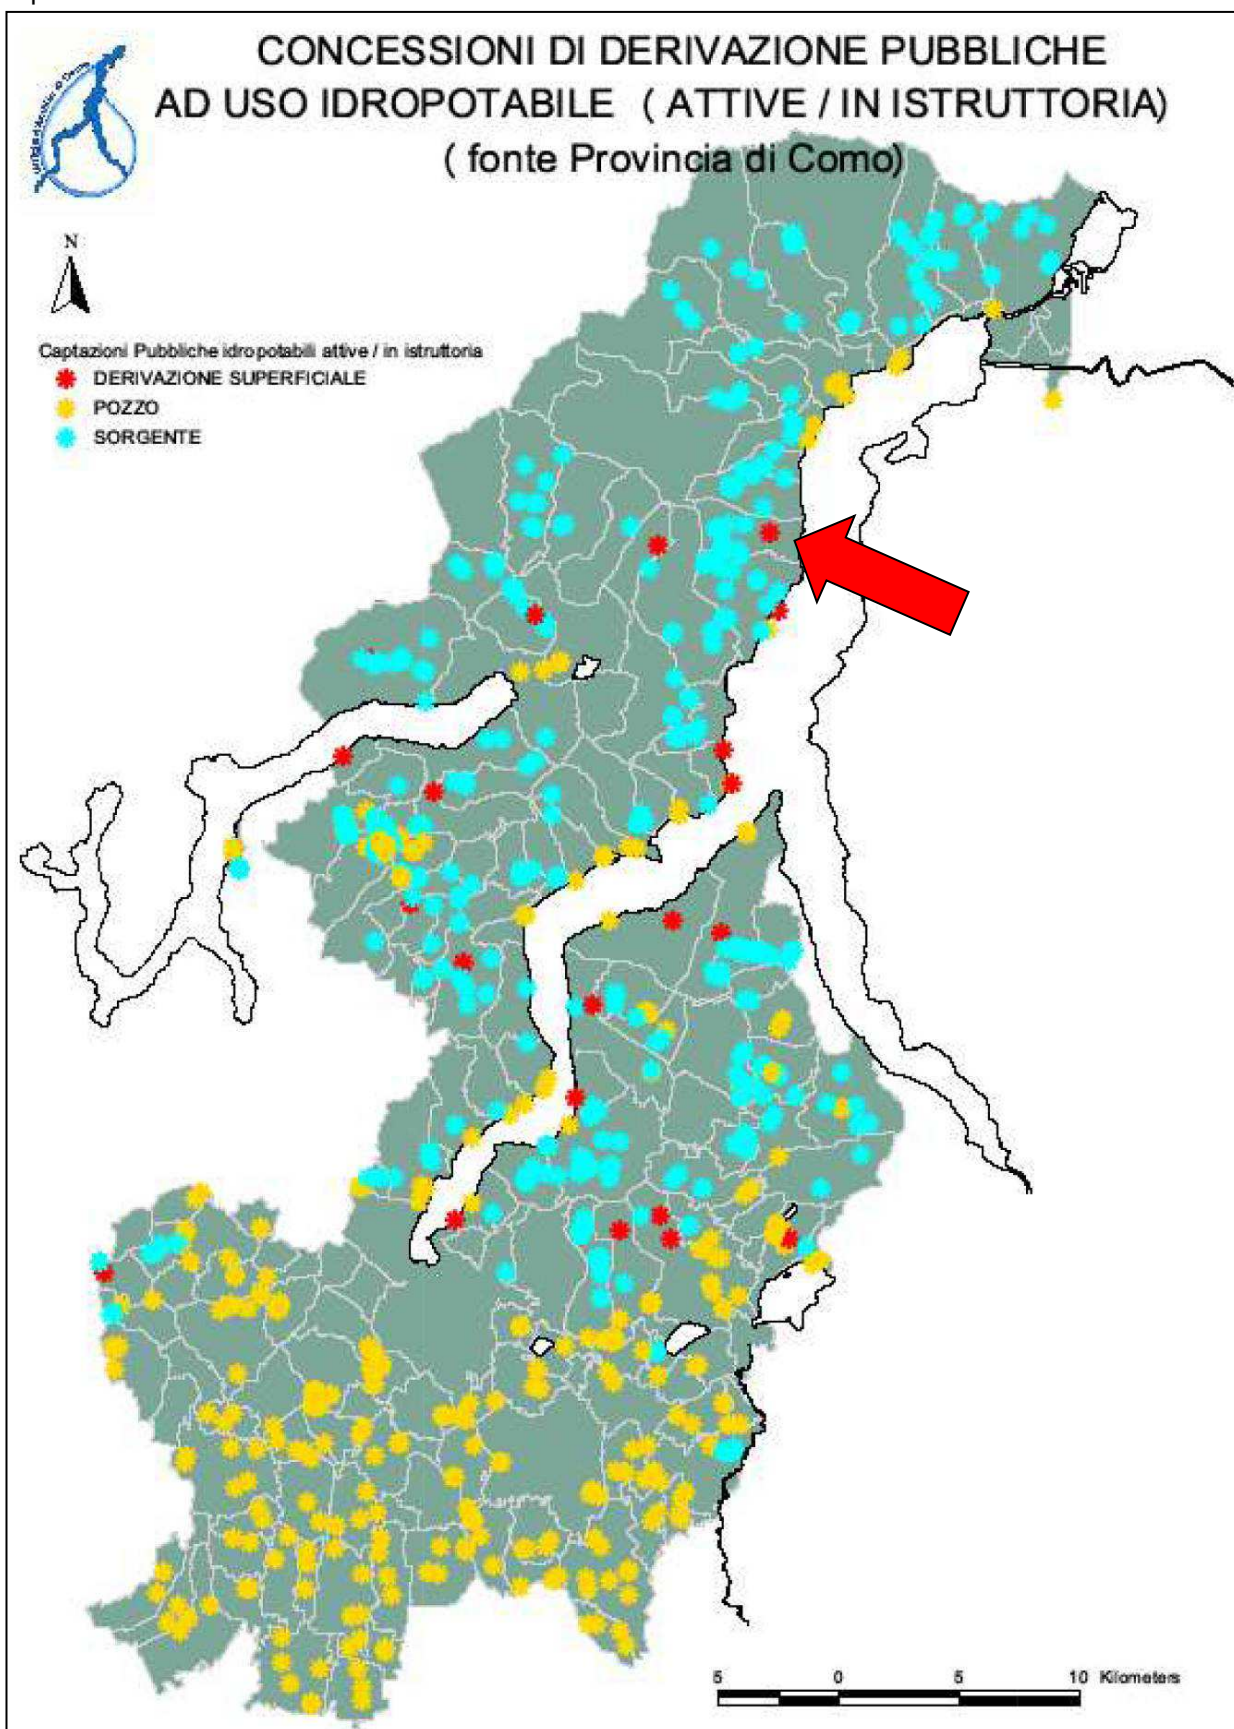 CONCESSIONI DI DERIVAZIONE PUBBLICHE
AD USO IDROPOTABILE ( ATTIVE / IN ISTRUTTORIA)
( fonte Provincia di Como)
N
Captazioni Pubbliche idropotabili attive / in istruttoria
DERIVAZIONE SUPERFICIALE
POZZO
SORGENTE
5 0 5 10 Kilometers